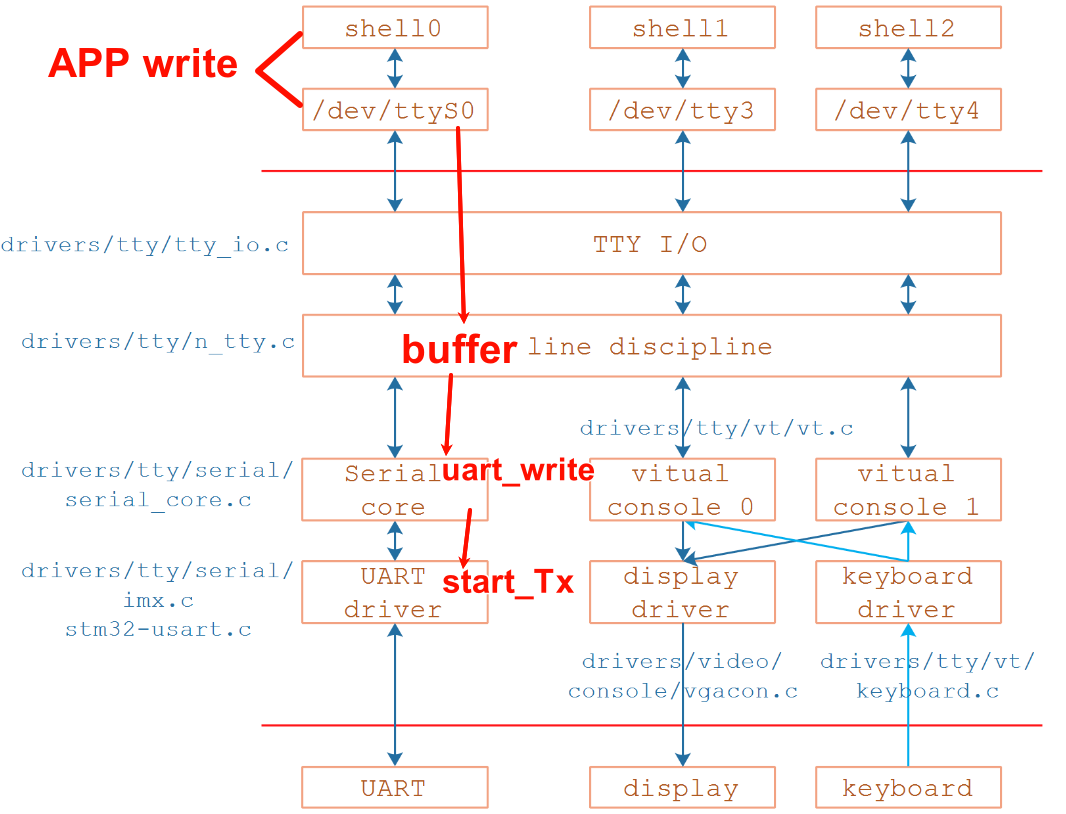 shell0 shell1 shell2
APP write
/dev/ttyS0 /dev/tty3 /dev/tty4
drivers/tty/tty_io.c TTY I/O
drivers/tty/n_tty.c buffer line discipline
drivers/tty/vt/vt.c
drivers/tty/serial/
serial_core.c
Serial
core
uart_write
vitual
console 0
vitual
console 1
drivers/tty/serial/
imx.c
stm32-usart.c
UART
driver
start_Tx
display
driver
keyboard
driver
drivers/video/
console/vgacon.c
drivers/tty/vt/
keyboard.c
UART display keyboard